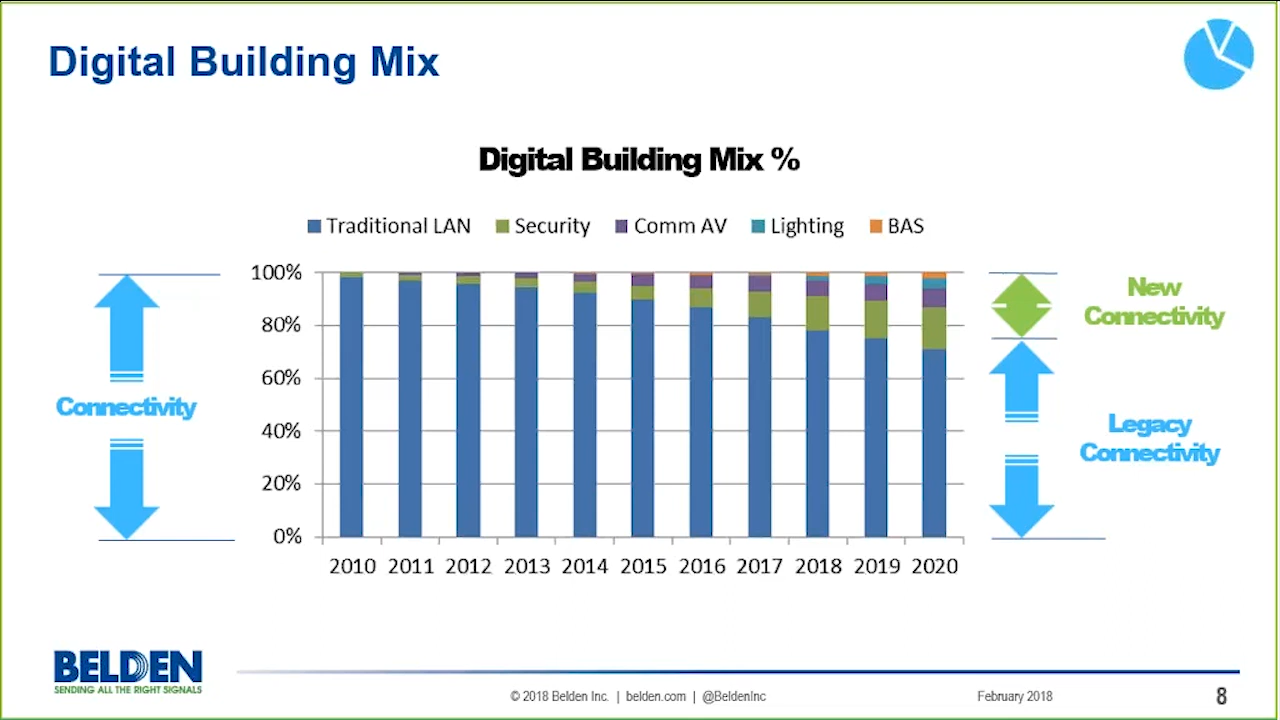 Digital Building Mix
Digital Building Mix %
Traditional LAN Security Comm AV Lighting BAS
100%
80%
60%
40%
20%
0%
2010 2011 2012 2013 2014 2015 2016 2017 2018 2019 2020
Connectivity
New
Connectivity
Legacy
Connectivity
BELDEN
SENDING ALL THE RIGHT SIGNALS
© 2018 Belden Inc. | belden.com | @BeldenInc
February 2018
8